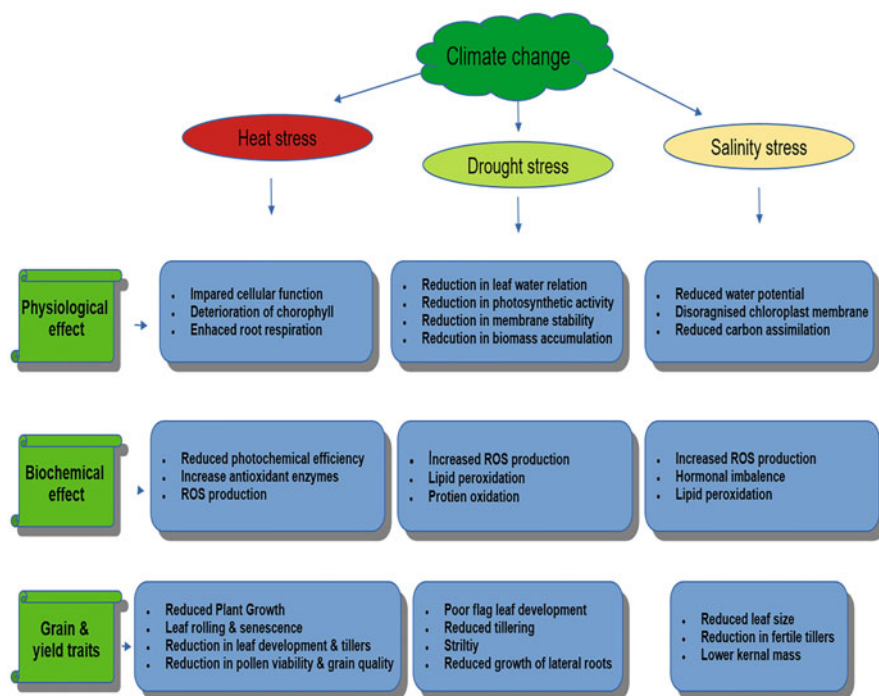 Climate change
Heat stress
Drought stress
Salinity stress
Physiological
effect
Impared cellular function
Deterioration of chorophyll
Enhaced root respiration
Reduction in leaf water relation
Reduction in photosynthetic activity
Reduction in membrane stability
Redcution in biomass accumulation
Reduced water potential
Disoragnised chloroplast membrane
Reduced carbon assimilation
Biochemical
effect
Reduced photochemical efficiency
Increase antioxidant enzymes
ROS production
Increased ROS production
Lipid peroxidation
Protien oxidation
Increased ROS production
Hormonal imbalence
Lipid peroxidation
Grain &
yield traits
Reduced Plant Growth
Leaf rolling & senescence
Reduction in leaf development & tillers
Reduction in pollen viability & grain quality
Poor flag leaf development
Reduced tillering
Striltiy
Reduced growth of lateral roots
Reduced leaf size
Reduction in fertile tillers
Lower kernal mass